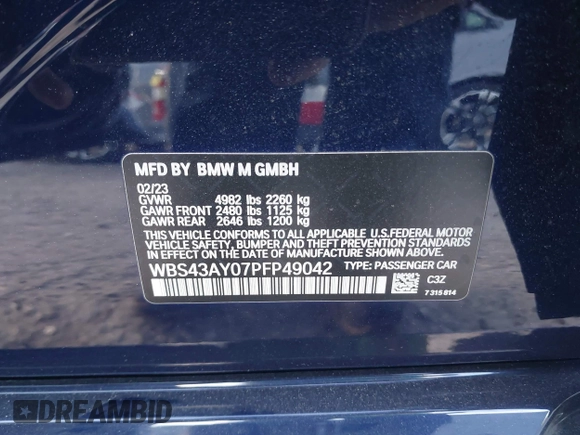 MFD BY BMW M GMBH
02/23
GVWR 4982 lbs 2260 kg
GAWR FRONT 2480 lbs 1125 kg
GAWR REAR 2646 lbs 1200 kg
THIS VEHICLE CONFORMS TO ALL APPLICABLE U.S.FEDERAL MOTOR
VEHICLE SAFETY, BUMPER, AND THEFT PREVENTION STANDARDS
IN EFFECT ON THE DATE OF MANUFACTURE SHOWN ABOVE.
WBS43AY07PFP49042 TYPE: PASSENGER CAR
C3Z
7 315 814
DREAMBID